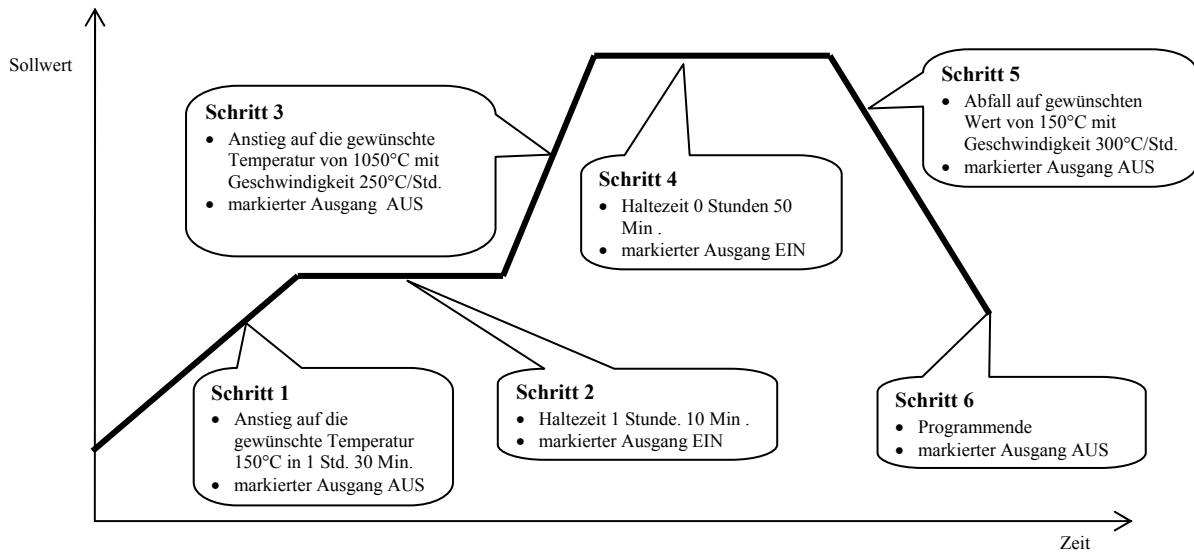 Sollwert
Schritt 3
• Anstieg auf die gewünschte
Temperatur von 1050°C mit
Geschwindigkeit 250°C/Std.
• markierter Ausgang AUS
Schritt 5
• Abfall auf gewünschten
Wert von 150°C mit
Geschwindigkeit 300°C/Std.
• markierter Ausgang AUS
Schritt 4
• Haltezeit 0 Stunden 50
Min .
• markierter Ausgang EIN
Schritt 1
• Anstieg auf die
gewünschte Temperatur
150°C in 1 Std. 30 Min.
• markierter Ausgang AUS
Schritt 2
• Haltezeit 1 Stunde. 10 Min .
• markierter Ausgang EIN
Schritt 6
• Programmende
• markierter Ausgang AUS
Zeit